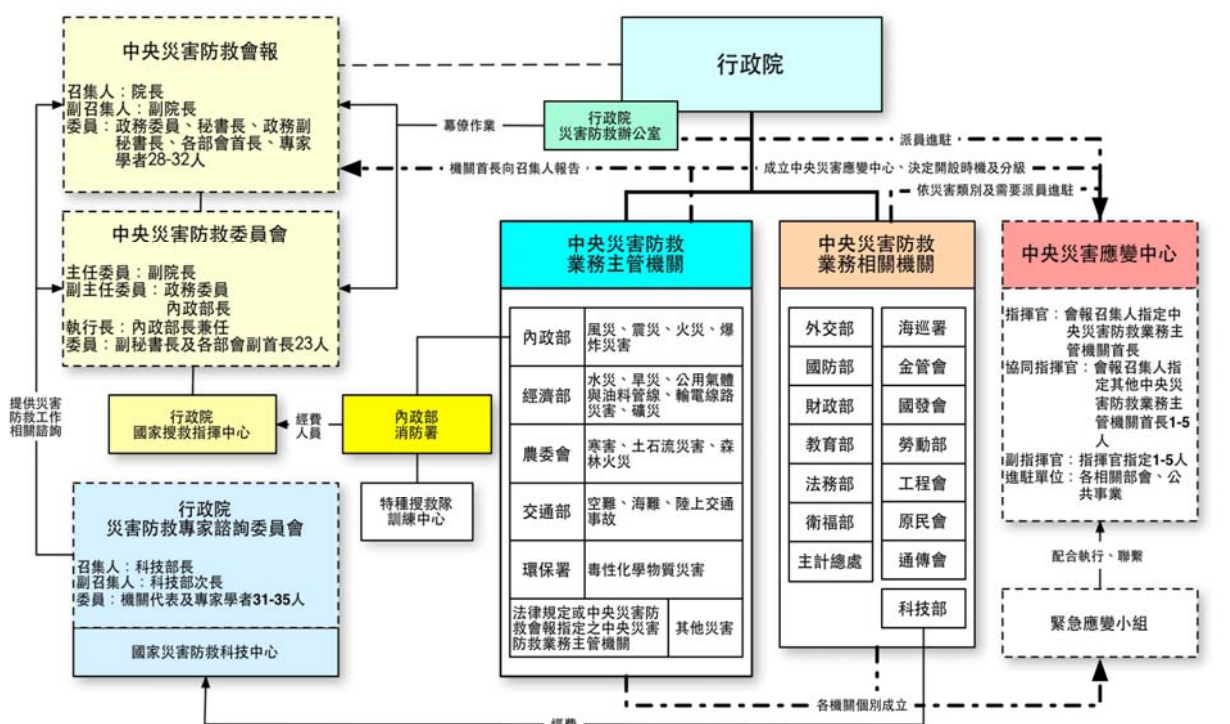 中央災害防救會報
召集人：院長
副召集人：副院長
委員：政務委員、秘書長、政務副
秘書長、各部會首長、專家
學者28-32人
行政院
行政院
災害防救辦公室
幕僚作業
派員進駐
機關首長向召集人報告
成立中央災害應變中心、決定開設時機及分級
依災害類別及需要派員進駐
中央災害防救委員會
主任委員：副院長
副主任委員：政務委員
內政部長
執行長：內政部長兼任
委員：副秘書長及各部會副首長23人
提供災害
防救工作
相關諮詢
行政院
國家搜救指揮中心
經費
人員
內政部
消防署
特種搜救隊
訓練中心
行政院
災害防救專家諮詢委員會
召集人：科技部長
副召集人：科技部次長
委員：機關代表及專家學者31-35人
國家災害防救科技中心
中央災害防救
業務主管機關
內政部
風災、震災、火災、爆
炸災害
經濟部
水災、旱災、公用氣體
與油料管線、輸電線路
災害、礦災
農委會
寒害、土石流災害、森
林火災
交通部
空難、海難、陸上交通
事故
環保署
毒性化學物質災害
法律規定或中央災害防
救會報指定之中央災害
防救業務主管機關
其他災害
中央災害防救
業務相關機關
外交部
海巡署
國防部
金管會
財政部
國發會
教育部
勞動部
法務部
工程會
衛福部
原民會
主計總處
通傳會
科技部
中央災害應變中心
指揮官：會報召集人指定中
央災害防救業務主
管機關首長
協同指揮官：會報召集人指
定其他中央災
害防救業務主
管機關首長1-5
人
副指揮官：指揮官指定1-5人
進駐單位：各相關部會、公
共事業
配合執行、聯繫
緊急應變小組
各機關個別成立
經費